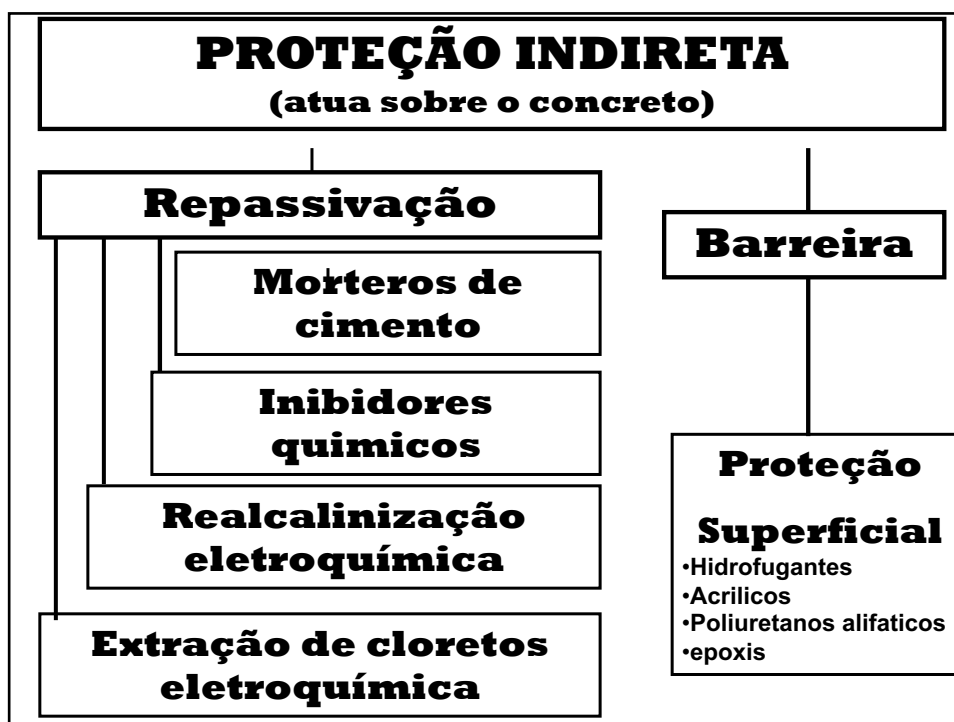 PROTEÇÃO INDIRETA
(atua sobre o concreto)
Repassivação
Morteros de
cimento
Inibidores
quimicos
Realcalinização
eletroquímica
Extração de cloretos
eletroquímica
Barreira
Proteção
Superficial
•Hidrofugantes
•Acrilicos
•Poliuretanos alifaticos
•epoxis